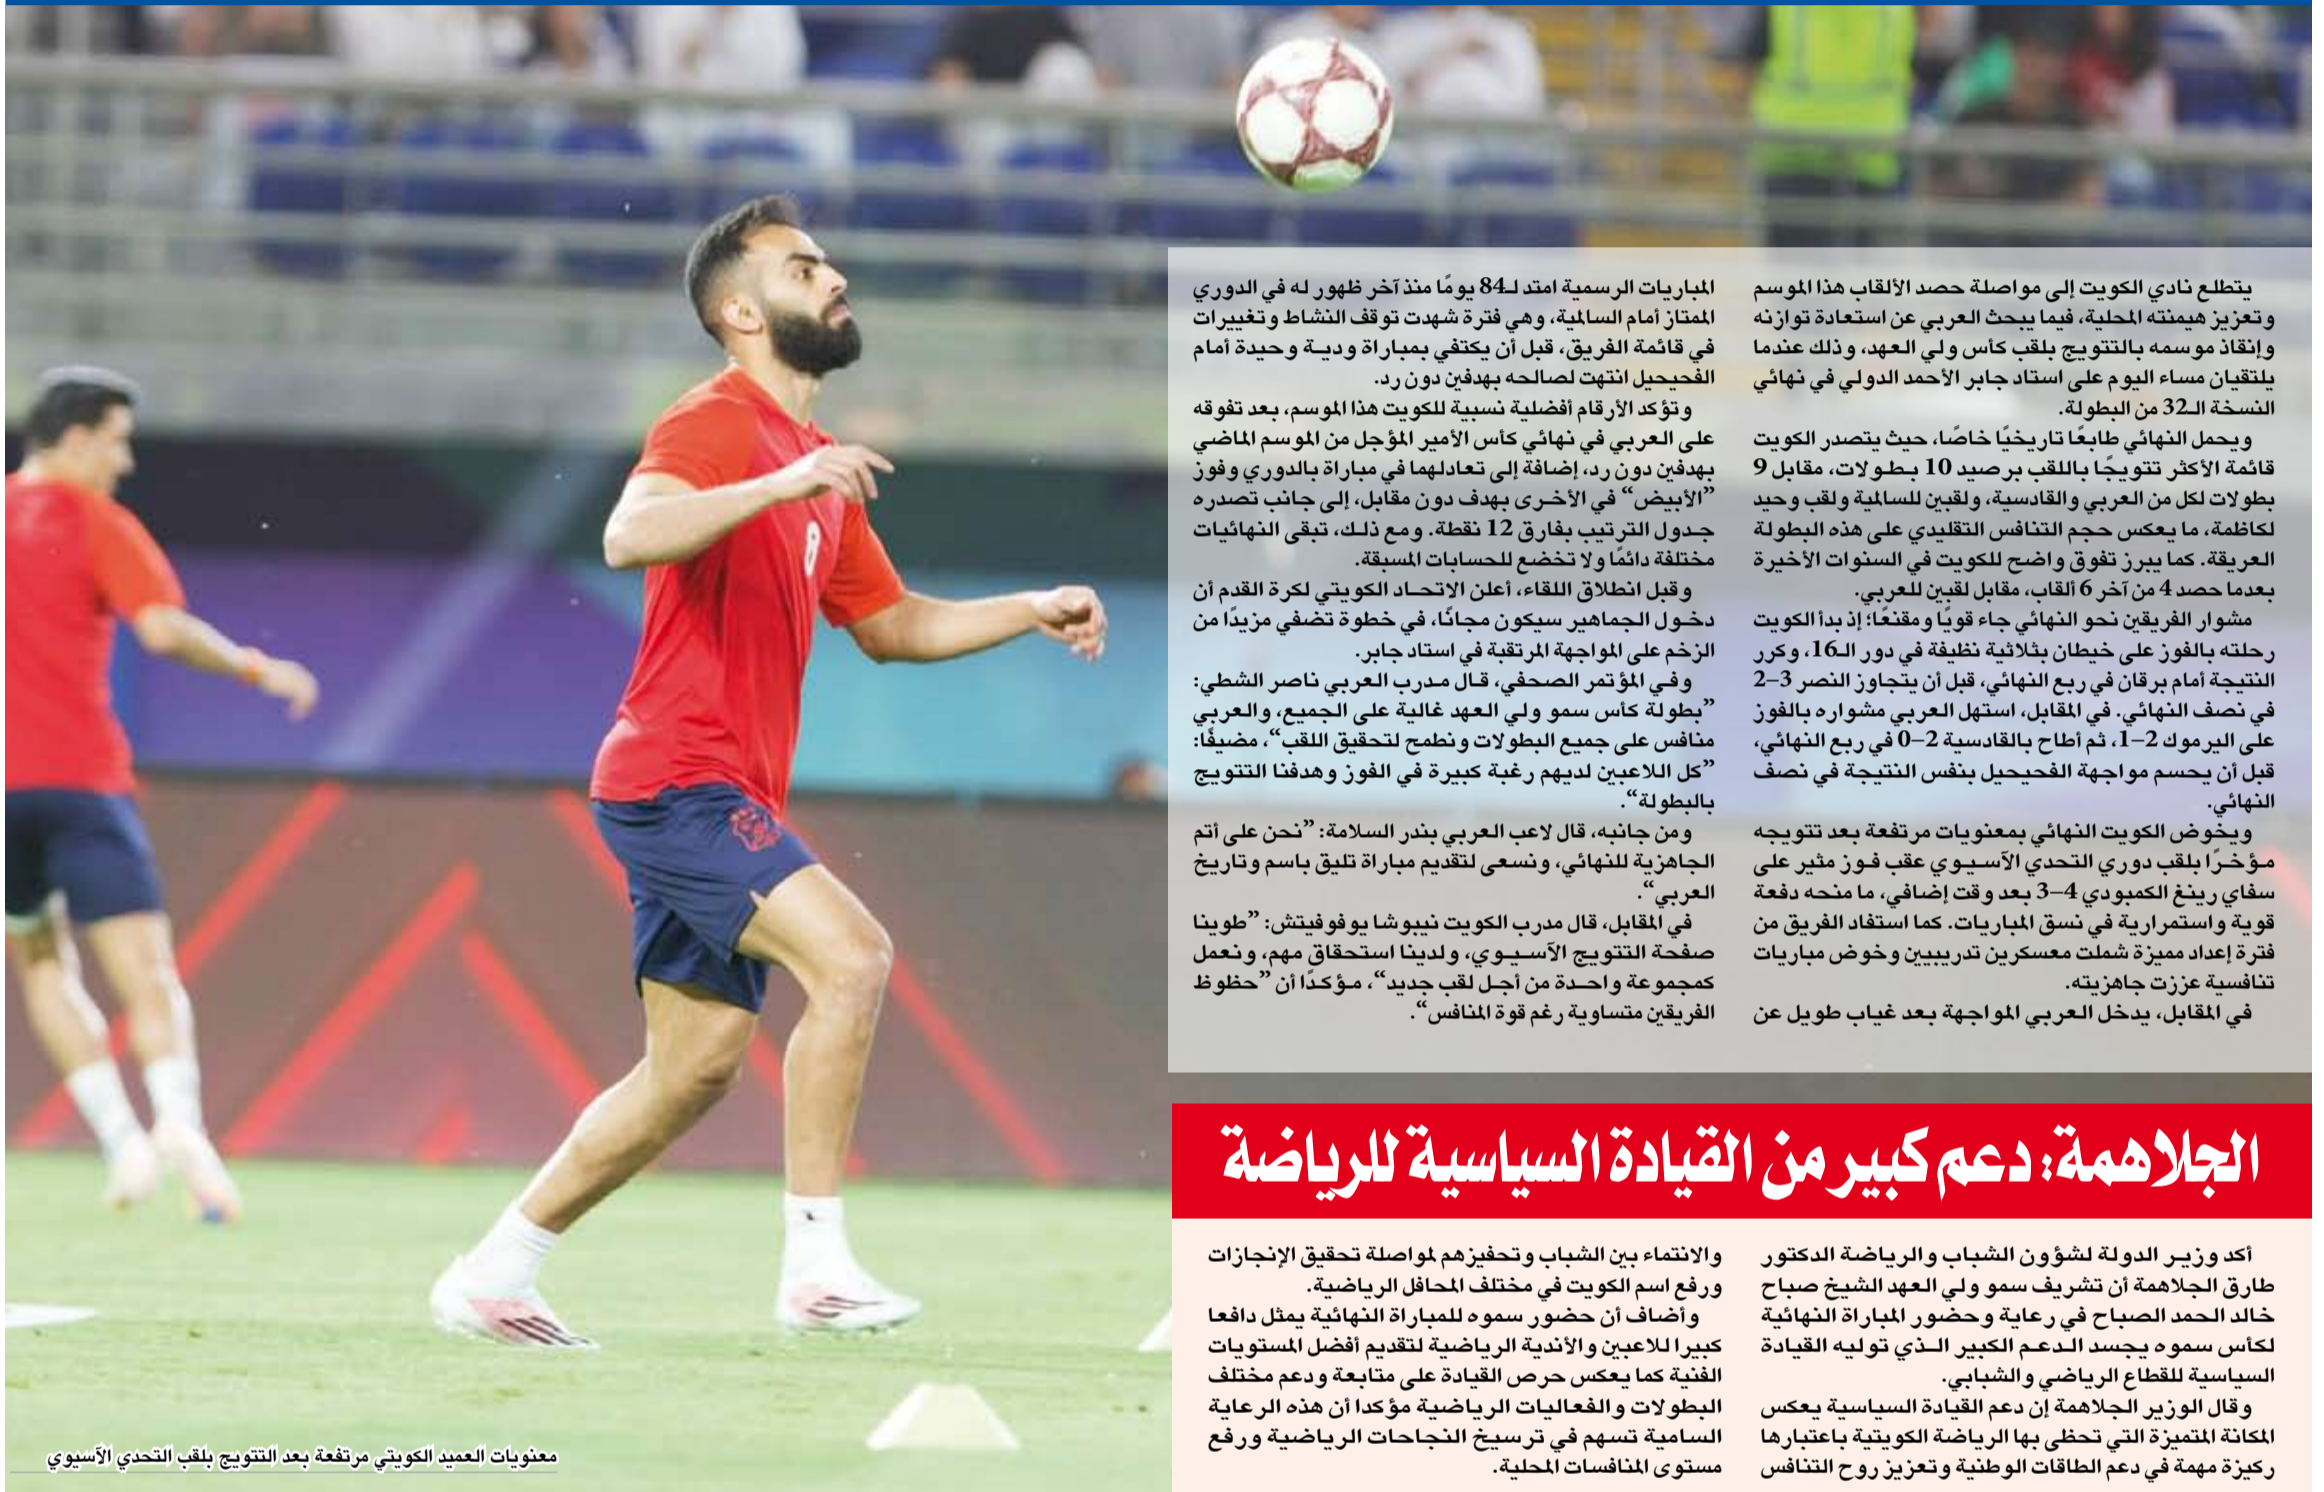 يتطلع نادي الكويت إلى مواصلة حصد الألقاب هذا الموسم
وتعزيز هيمنته المحلية، فيما يبحث العربي عن استعادة توازنه
وإنقاذ موسمه بالتتويج بلقب كأس ولي العهد، وذلك عندما
يلتقيان مساء اليوم على استاد جابر الأحمد الدولي في نهائي
النسخة الـ32 من البطولة.
ويحمل النهائي طابعًا تاريخيًا خاصًا، حيث يتصدر الكويت
قائمة الأكثر تتويجًا باللقب برصيد 10 بـطـولات، مقابل 9
بطولات لكل من العربي والقادسية، ولقبين للسالمية ولقب وحيد
لكاظمة، ما يعكس حجم التنافس التقليدي على هذه البطولة
العريقة. كما يبرز تفوق واضح للكويت في السنوات الأخيرة
بعدما حصد 4 من آخر 6 ألقاب، مقابل لقبين للعربي.
مشوار الفريقين نحو النهائي جاء قويًا ومقنعًا؛ إذ بدأ الكويت
رحلته بالفوز على خيطان بثلاثية نظيفة في دور الـ16، وكرر
النتيجة أمام برقان في ربع النهائي، قبل أن يتجاوز النصر 3–2
في نصف النهائي. في المقابل، استهل العربي مشواره بالفوز
على اليرموك 2–1، ثم أطاح بالقادسية 2–0 في ربع النهائي،
قبل أن يحسم مواجهة الفحيحيل بنفس النتيجة في نصف
النهائي.
ويخوض الكويت النهائي بمعنويات مرتفعة بعد تتويجه
مـؤخـرًا بلقب دوري التحدي الآسـيـوي عقب فـوز مثير على
سفاي رينغ الكمبودي 4–3 بعد وقت إضافي، ما منحه دفعة
قوية واستمرارية في نسق المباريات. كما استفاد الفريق من
فترة إعداد مميزة شملت معسكرين تدريبيين وخوض مباريات
تنافسية عززت جاهزيته.
في المقابل، يدخل العربي المواجهة بعد غياب طويل عن
المباريات الرسمية امتد لـ84 يومًا منذ آخر ظهور له في الدوري
الممتاز أمام السالمية، وهي فترة شهدت توقف النشاط وتغييرات
في قائمة الفريق، قبل أن يكتفي بمباراة وديـة وحيدة أمام
الفحيحيل انتهت لصالحه بهدفين دون رد.
وتؤكد الأرقام أفضلية نسبية للكويت هذا الموسم، بعد تفوقه
على العربي في نهائي كأس الأمير المؤجل من الموسم الماضي
بهدفين دون رد، إضافة إلى تعادلهما في مباراة بالدوري وفوز
”الأبيض“ في الأخـرى بهدف دون مقابل، إلى جانب تصدره
جـدول الترتيب بفارق 12 نقطة. ومع ذلـك، تبقى النهائيات
مختلفة دائمًا ولا تخضع للحسابات المسبقة.
وقبل انطلاق اللقاء، أعلن الاتحـاد الكويتي لكرة القدم أن
دخـول الجماهير سيكون مجانًا، في خطوة تضفي مزيدًا من
الزخم على المواجهة المرتقبة في استاد جابر.
وفـي المؤتمر الصحفي، قـال مـدرب العربي ناصر الشطي:
”بطولة كأس سمو ولي العهد غالية على الجميع، والعربي
منافس على جميع البطولات ونطمح لتحقيق اللقب“، مضيفًا:
”كل اللاعبين لديهم رغبة كبيرة في الفوز وهدفنا التتويج
بالبطولة“.
ومن جانبه، قال لاعب العربي بندر السلامة: ”نحن على أتم
الجاهزية للنهائي، ونسعى لتقديم مباراة تليق باسم وتاريخ
العربي“.
في المقابل، قال مدرب الكويت نيبوشا يوفوفيتش: ”طوينا
صفحة التتويج الآسـيـوي، ولدينا استحقاق مهم، ونعمل
كمجموعة واحـدة من أجـل لقب جديد“، مـؤكـدًا أن ”حظوظ
الفريقين متساوية رغم قوة المنافس“.
الجلاهمة: دعم كبير من القيادة السياسية للرياضة
أكد وزيـر الدولة لشؤون الشباب والرياضة الدكتور
طارق الجلاهمة أن تشريف سمو ولي العهد الشيخ صباح
خالد الحمد الصباح في رعاية وحضور المباراة النهائية
لكأس سموه يجسد الـدعـم الكبير الـذي توليه القيادة
السياسية للقطاع الرياضي والشبابي.
وقال الوزير الجلاهمة إن دعم القيادة السياسية يعكس
المكانة المتميزة التي تحظى بها الرياضة الكويتية باعتبارها
ركيزة مهمة في دعم الطاقات الوطنية وتعزيز روح التنافس
والانتماء بين الشباب وتحفيزهم لمواصلة تحقيق الإنجازات
ورفع اسم الكويت في مختلف المحافل الرياضية.
وأضاف أن حضور سموه للمباراة النهائية يمثل دافعا
كبيرا للاعبين والأندية الرياضية لتقديم أفضل المستويات
الفنية كما يعكس حرص القيادة على متابعة ودعم مختلف
البطولات والفعاليات الرياضية مؤكدا أن هذه الرعاية
السامية تسهم في ترسيخ النجاحات الرياضية ورفع
مستوى المنافسات المحلية.
معنويات العميد الكويتي مرتفعة بعد التتويج بلقب التحدي الآسيوي
8